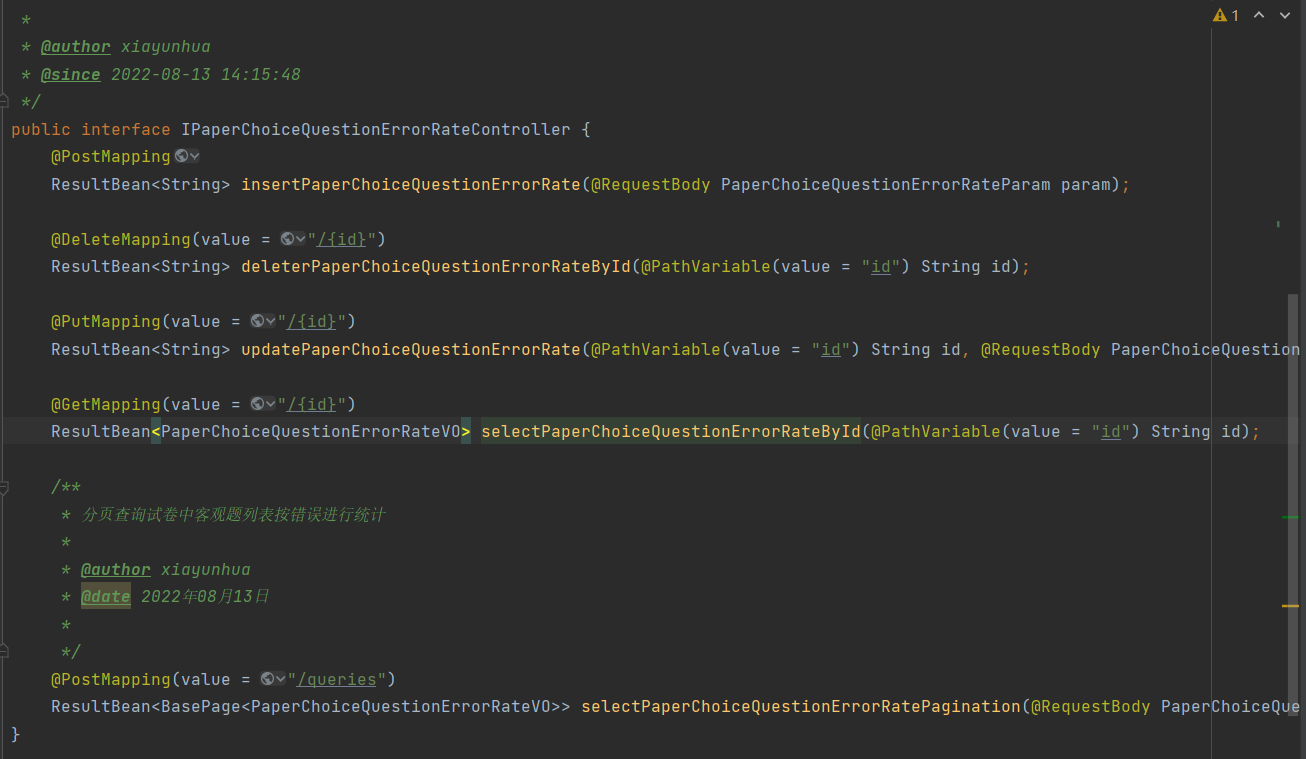 1
*
* @author xiayunhua
* @since 2022-08-13 14:15:48
*/
public interface IPaperChoiceQuestionErrorRateController {
@PostMapping
ResultBean<String> insertPaperChoiceQuestionErrorRate(@RequestBody PaperChoiceQuestionErrorRateParam param);
@DeleteMapping(value = "/{id}")
ResultBean<String> deleterPaperChoiceQuestionErrorRateById(@PathVariable(value = "id") String id);
@PutMapping(value = "/{id}")
ResultBean<String> updatePaperChoiceQuestionErrorRate(@PathVariable(value = "id") String id, @RequestBody PaperChoiceQuestion
@GetMapping(value = "/{id}")
ResultBean<PaperChoiceQuestionErrorRateVO> selectPaperChoiceQuestionErrorRateById(@PathVariable(value = "id") String id);
/**
* 分页查询试卷中客观题列表按错误进行统计
*
* @author xiayunhua
* @date 2022年08月13日
*
*/
@PostMapping(value = "/queries")
ResultBean<BasePage<PaperChoiceQuestionErrorRateVO>> selectPaperChoiceQuestionErrorRatePagination(@RequestBody PaperChoiceQue
}